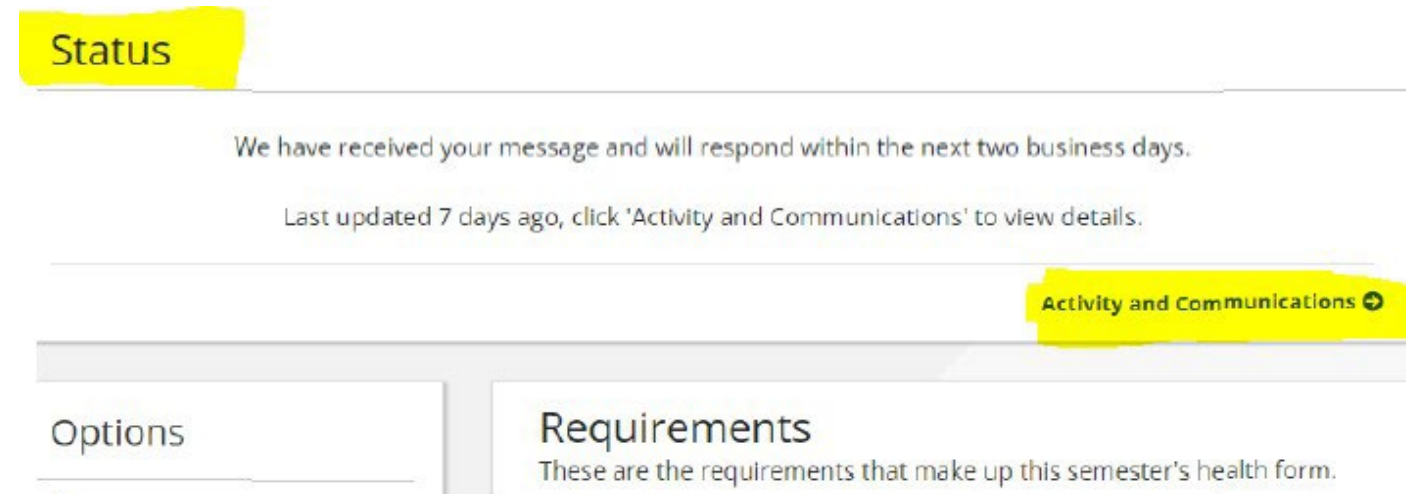 Status
We have received your message and will respond within the next two business days.
Last updated 7 days ago, click 'Activity and Communications' to view details.
Activity and Communications
Options
Requirements
These are the requirements that make up this semester's health form.